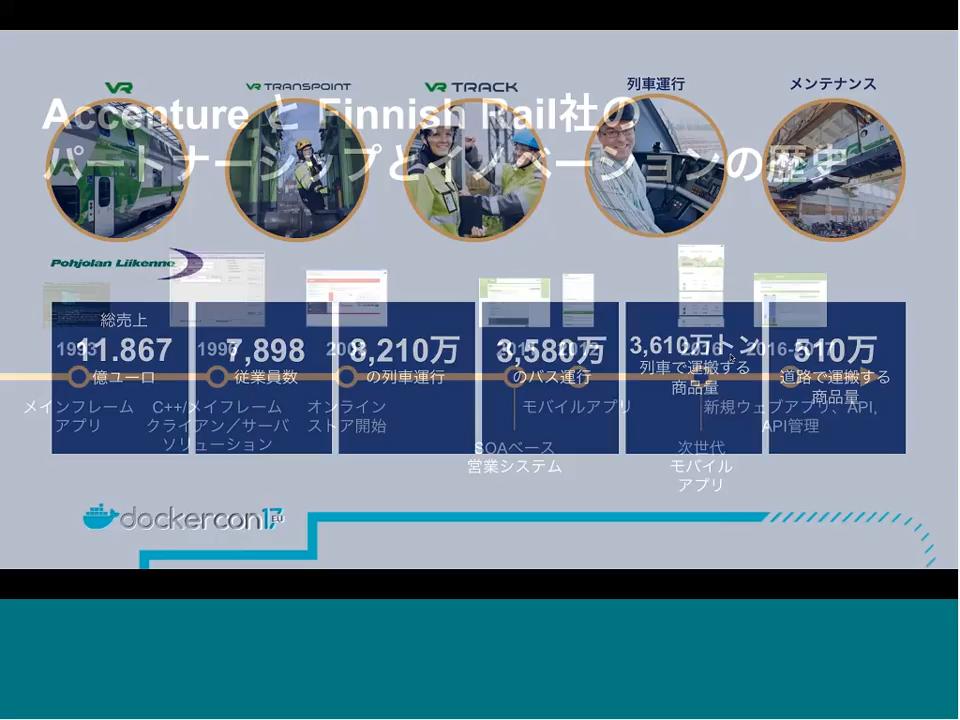 VR
VR TRANSPOINT
VR TRACK
列車運行
メンテナンス
Accenture と Finnish Rail社の
パートナーシップとイノベーションの歴史
Pohjolan Liikenne
総売上
11.867
億ユーロ
7,898
従業員数
8,210万
の列車運行
3,580万
のバス運行
3,610万トン
列車で運搬する
商品量
510万
道路で運搬する
商品量
1993
メインフレーム
アプリ
C++/メイフレーム
クライアン／サーバ
ソリューション
オンライン
ストア開始
SOAベース
営業システム
モバイルアプリ
2016
次世代
モバイル
アプリ
新規ウェブアプリ、API,
API管理
dockercon17
EU